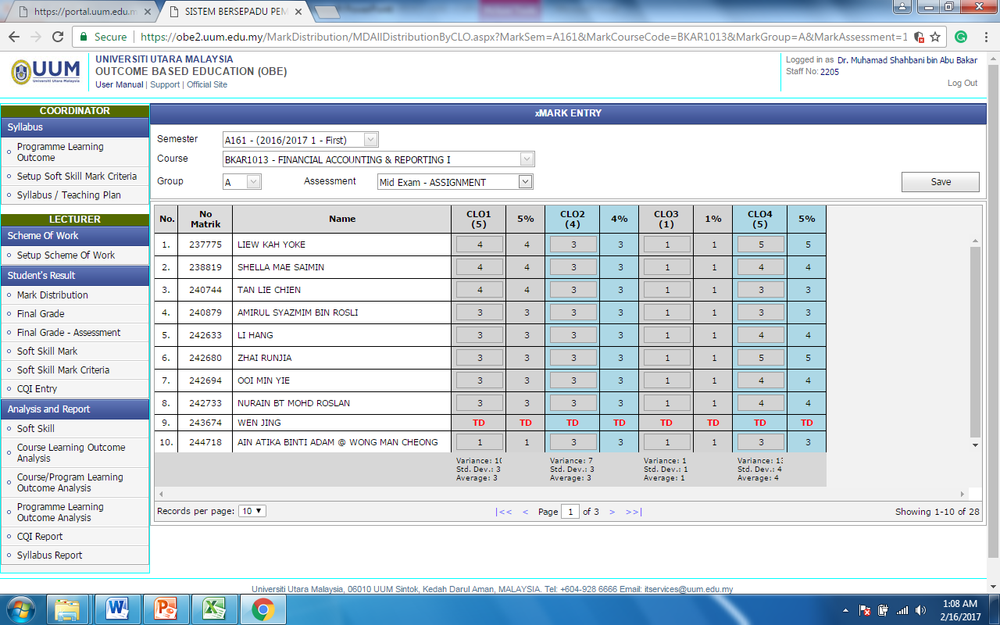 https://portal.uum.edu.m
SISTEM BERSEPADU PEM
Secure
https://obe2.uum.edu.my/MarkDistribution/MDAllDistributionByCLO.aspx?MarkSem=A161&MarkCourseCode=BKAR1013&MarkGroup=A&MarkAssessment=1
UUM
Universiti Utara Malaysia
UNIVERSITI UTARA MALAYSIA
OUTCOME BASED EDUCATION (OBE)
User Manual | Support | Official Site
Logged in as Dr. Muhamad Shahbani bin Abu Bakar
Staff No: 2205
Log Out
COORDINATOR
Syllabus
Programme Learning
Outcome
Setup Soft Skill Mark Criteria
Syllabus / Teaching Plan
LECTURER
Scheme Of Work
Setup Scheme Of Work
Student's Result
Mark Distribution
Final Grade
Final Grade - Assessment
Soft Skill Mark
Soft Skill Mark Criteria
CQI Entry
Analysis and Report
Soft Skill
Course Learning Outcome
Analysis
Course/Program Learning
Outcome Analysis
Programme Learning
Outcome Analysis
CQI Report
Syllabus Report
xMARK ENTRY
Semester A161 - (2016/2017 1 - First)
Course BKAR1013 - FINANCIAL ACCOUNTING & REPORTING I
Group A Assessment Mid Exam - ASSIGNMENT
Save
No. No Matrik Name CLO1 (5) 5% CLO2 (4) 4% CLO3 (1) 1% CLO4 (5) 5%
1. 237775 LIEW KAH YOKE 4 4 3 3 1 1 5 5
2. 238819 SHELLA MAE SAIMIN 4 4 3 3 1 1 4 4
3. 240744 TAN LIE CHIEN 4 4 3 3 1 1 3 3
4. 240879 AMIRUL SYAZMIM BIN ROSLI 3 3 3 3 1 1 3 3
5. 242633 LI HANG 3 3 3 3 1 1 4 4
6. 242680 ZHAI RUNJIA 3 3 3 3 1 1 5 5
7. 242694 OOI MIN YIE 3 3 3 3 1 1 4 4
8. 242733 NURAIN BT MOHD ROSLAN 3 3 3 3 1 1 4 4
9. 243674 WEN JING TD TD TD TD TD TD TD TD
10. 244718 AIN ATIKA BINTI ADAM @ WONG MAN CHEONG 1 1 3 3 1 1 3 3
Variance: 10 Variance: 7 Variance: 1 Variance: 13
Std. Dev.: 3 Std. Dev.: 3 Std. Dev.: 1 Std. Dev.: 4
Average: 3 Average: 3 Average: 1 Average: 4
Records per page: 10 |<< < Page 1 of 3 > >>| Showing 1-10 of 28
Universiti Utara Malaysia, 06010 UUM Sintok, Kedah Darul Aman, MALAYSIA. Tel: +604-928 6666 Email: itservices@uum.edu.my
1:08 AM
2/16/2017